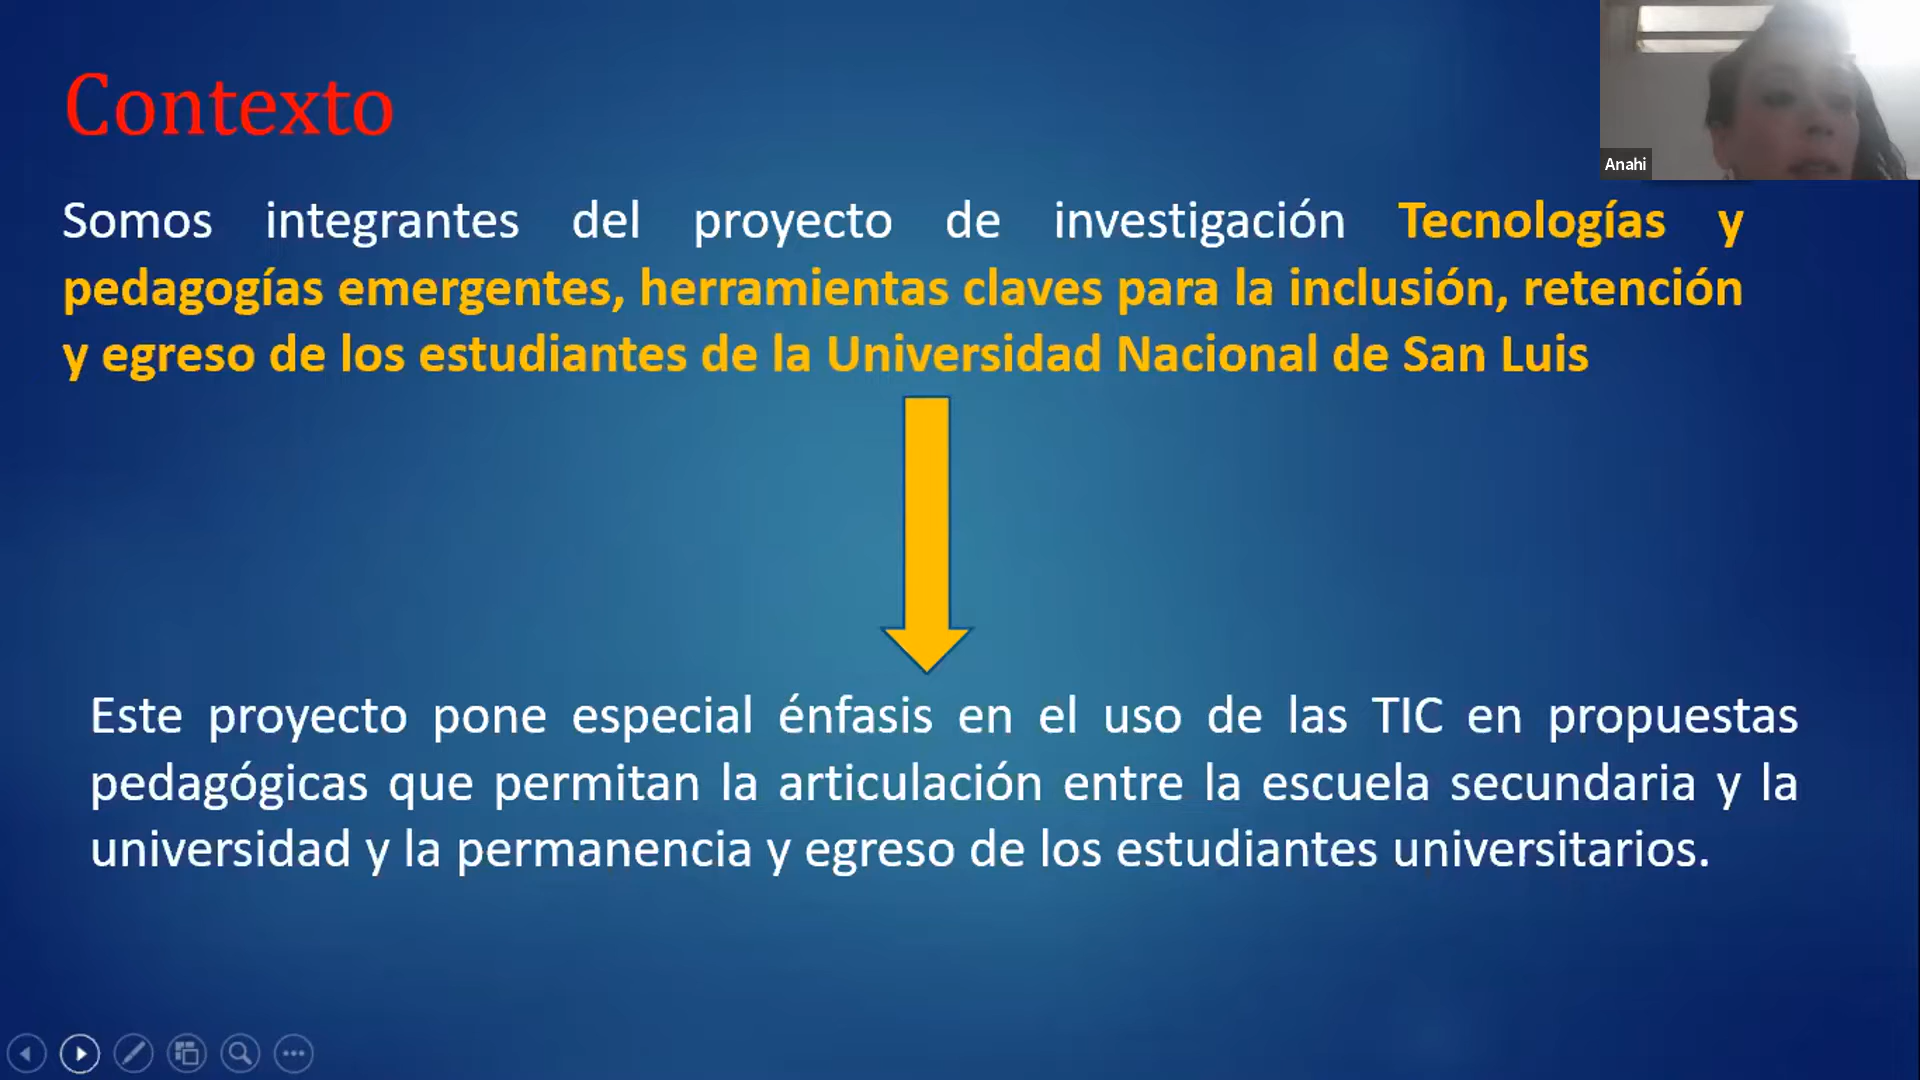 Contexto
Anahi
Somos integrantes del proyecto de investigación Tecnologías y
pedagogías emergentes, herramientas claves para la inclusión, retención
y egreso de los estudiantes de la Universidad Nacional de San Luis
Este proyecto pone especial énfasis en el uso de las TIC en propuestas
pedagógicas que permitan la articulación entre la escuela secundaria y la
universidad y la permanencia y egreso de los estudiantes universitarios.